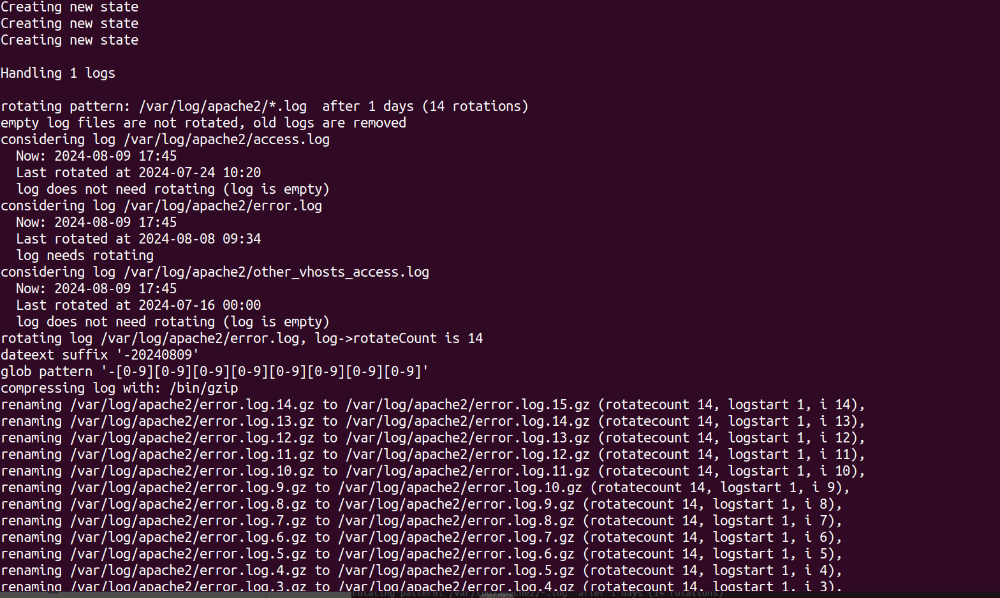 Creating new state
Creating new state
Creating new state
Handling 1 logs
rotating pattern: /var/log/apache2/*.log  after 1 days (14 rotations)
empty log files are not rotated, old logs are removed
considering log /var/log/apache2/access.log
  Now: 2024-08-09 17:45
  Last rotated at 2024-07-24 10:20
  log does not need rotating (log is empty)
considering log /var/log/apache2/error.log
  Now: 2024-08-09 17:45
  Last rotated at 2024-08-08 09:34
  log needs rotating
considering log /var/log/apache2/other_vhosts_access.log
  Now: 2024-08-09 17:45
  Last rotated at 2024-07-16 00:00
  log does not need rotating (log is empty)
rotating log /var/log/apache2/error.log, log->rotateCount is 14
dateext suffix '-20240809'
glob pattern '-[0-9][0-9][0-9][0-9][0-9][0-9][0-9][0-9]'
compressing log with: /bin/gzip
renaming /var/log/apache2/error.log.14.gz to /var/log/apache2/error.log.15.gz (rotatecount 14, logstart 1, i 14),
renaming /var/log/apache2/error.log.13.gz to /var/log/apache2/error.log.14.gz (rotatecount 14, logstart 1, i 13),
renaming /var/log/apache2/error.log.12.gz to /var/log/apache2/error.log.13.gz (rotatecount 14, logstart 1, i 12),
renaming /var/log/apache2/error.log.11.gz to /var/log/apache2/error.log.12.gz (rotatecount 14, logstart 1, i 11),
renaming /var/log/apache2/error.log.10.gz to /var/log/apache2/error.log.11.gz (rotatecount 14, logstart 1, i 10),
renaming /var/log/apache2/error.log.9.gz to /var/log/apache2/error.log.10.gz (rotatecount 14, logstart 1, i 9),
renaming /var/log/apache2/error.log.8.gz to /var/log/apache2/error.log.9.gz (rotatecount 14, logstart 1, i 8),
renaming /var/log/apache2/error.log.7.gz to /var/log/apache2/error.log.8.gz (rotatecount 14, logstart 1, i 7),
renaming /var/log/apache2/error.log.6.gz to /var/log/apache2/error.log.7.gz (rotatecount 14, logstart 1, i 6),
renaming /var/log/apache2/error.log.5.gz to /var/log/apache2/error.log.6.gz (rotatecount 14, logstart 1, i 5),
renaming /var/log/apache2/error.log.4.gz to /var/log/apache2/error.log.5.gz (rotatecount 14, logstart 1, i 4),
renaming /var/log/apache2/error.log.3.gz to /var/log/apache2/error.log.4.gz (rotatecount 14, logstart 1, i 3),
rotating pattern: /var/log/apache2/*.log  after 1 days (14 rotations)